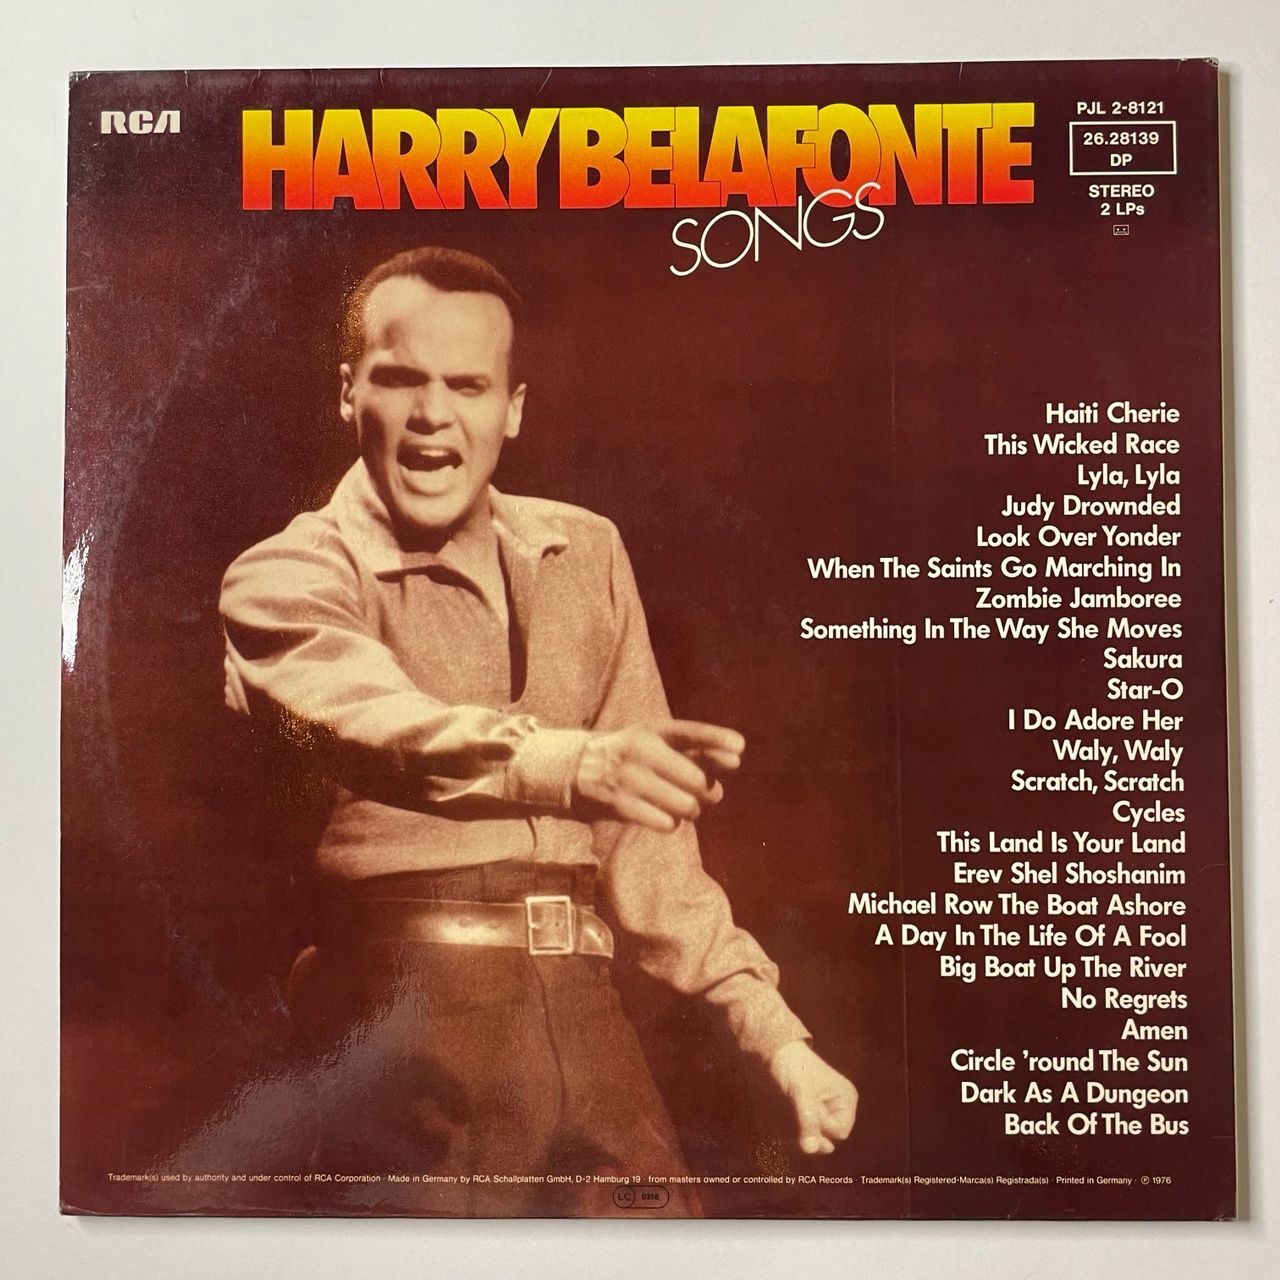 RCA
HARRY BELAFONTE
SONGS
PJL 2-8121
26.28139
DP
STEREO
2 LPs
Haiti Cherie
This Wicked Race
Lyla, Lyla
Judy Drownded
Look Over Yonder
When The Saints Go Marching In
Zombie Jamboree
Something In The Way She Moves
Sakura
Star-O
I Do Adore Her
Waly, Waly
Scratch, Scratch
Cycles
This Land Is Your Land
Erev Shel Shoshanim
Michael Row The Boat Ashore
A Day In The Life Of A Fool
Big Boat Up The River
No Regrets
Amen
Circle 'round The Sun
Dark As A Dungeon
Back Of The Bus
Trademark(s) used by authority and under control of RCA Corporation · Made in Germany by RCA Schallplatten GmbH, D-2 Hamburg 19 · from masters owned or controlled by RCA Records · Trademark(s) Registered-Marca(s) Registrada(s) · Printed in Germany · ℗ 1976
LC 0316